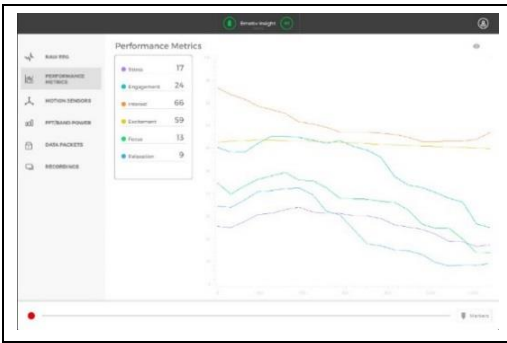 Emotiv Insight
Performance Metrics
RAW EEG
PERFORMANCE
METRICS
MOTION SENSORS
FFT/BAND POWER
DATA PACKETS
RECORDINGS
Stress 17
Engagement 24
Interest 66
Excitement 59
Focus 13
Relaxation 9
Markers